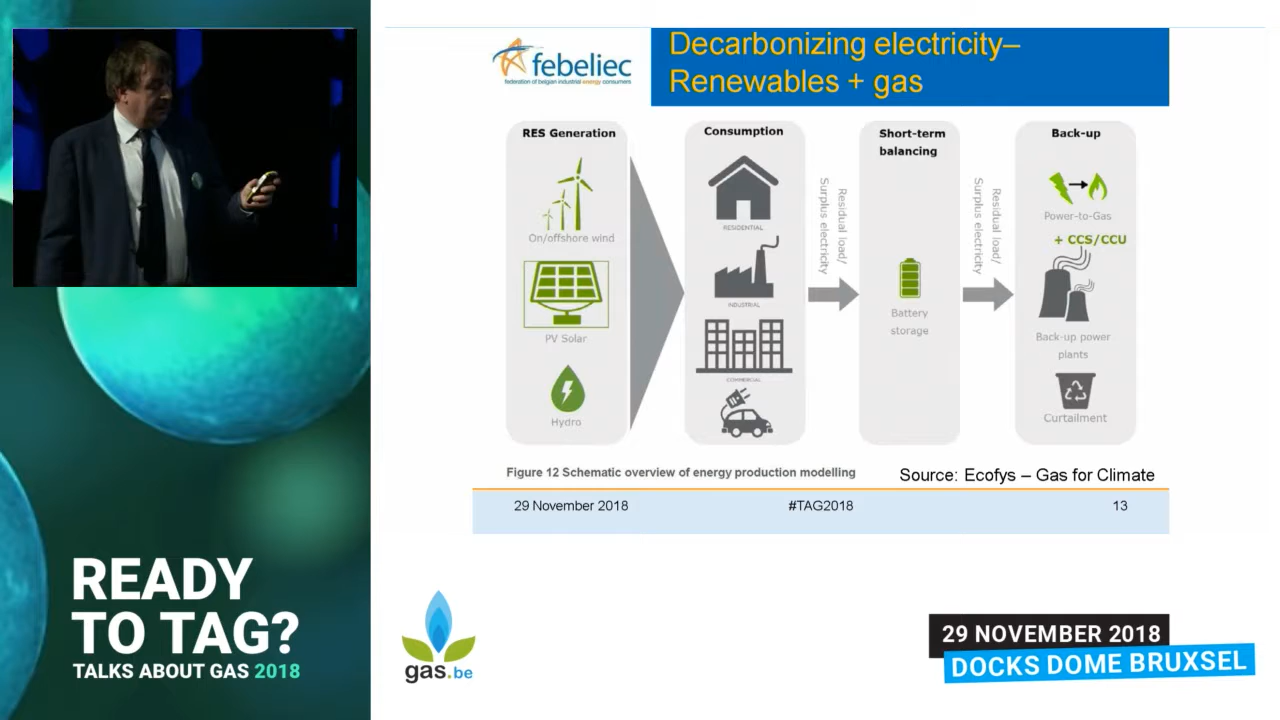 febeliec
federation of belgian industrial energy consumers
Decarbonizing electricity–
Renewables + gas
RES Generation
On/offshore wind
PV Solar
Hydro
Consumption
RESIDENTIAL
INDUSTRIAL
COMMERCIAL
Residual load/
Surplus electricity
Short-term
balancing
Battery
storage
Residual load/
Surplus electricity
Back-up
Power-to-Gas
+ CCS/CCU
Back-up power
plants
Curtailment
Figure 12 Schematic overview of energy production modelling
Source: Ecofys – Gas for Climate
29 November 2018
#TAG2018
13
READY
TO TAG?
TALKS ABOUT GAS 2018
gas.be
29 NOVEMBER 2018
DOCKS DOME BRUXSEL